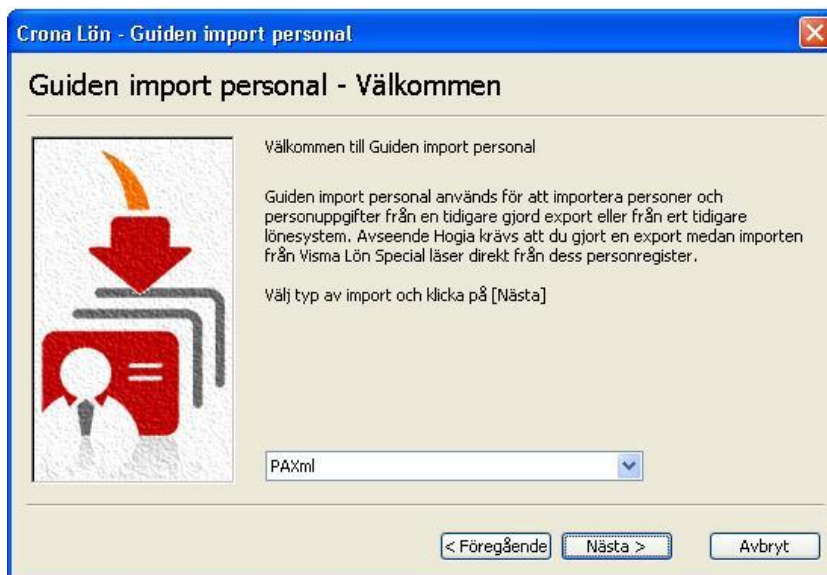 Crona Lön - Guiden import personal
Guiden import personal - Välkommen
Välkommen till Guiden import personal
Guiden import personal används för att importera personer och
personuppgifter från en tidigare gjord export eller från ert tidigare
lönesystem. Avseende Hogia krävs att du gjort en export medan importen
från Visma Lön Special läser direkt från dess personregister.
Välj typ av import och klicka på [Nästa]
PAXml
< Föregående Nästa > Avbryt